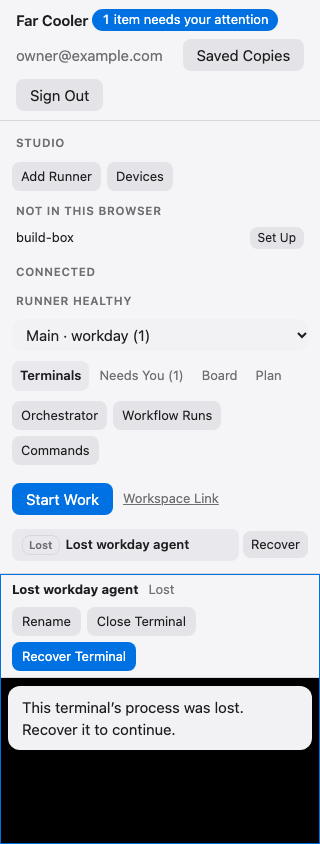 Far Cooler 1 item needs your attention
owner@example.com Saved Copies
Sign Out
STUDIO
Add Runner Devices
NOT IN THIS BROWSER
build-box Set Up
CONNECTED
RUNNER HEALTHY
Main · workday (1)
Terminals Needs You (1) Board Plan
Orchestrator Workflow Runs
Commands
Start Work Workspace Link
Lost Lost workday agent Recover
Lost workday agent Lost
Rename Close Terminal
Recover Terminal
This terminal’s process was lost.
Recover it to continue.